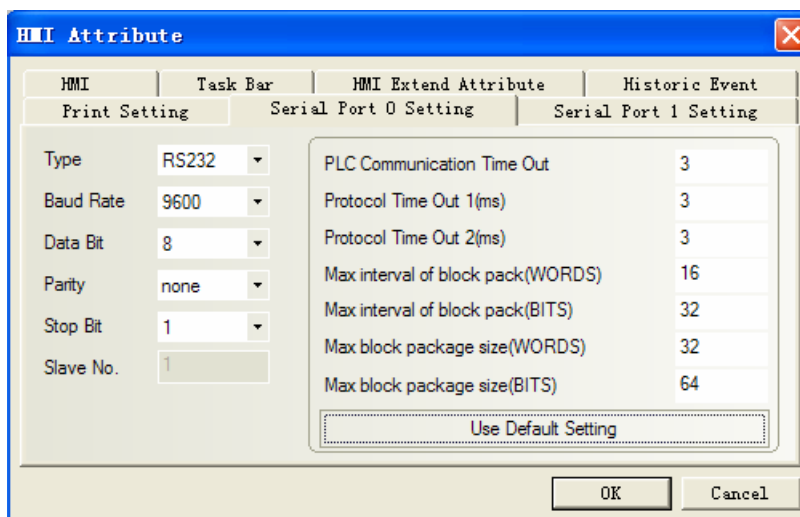 HMI Attribute
HMI Task Bar HMI Extend Attribute Historic Event
Print Setting Serial Port 0 Setting Serial Port 1 Setting
Type RS232
Baud Rate 9600
Data Bit 8
Parity none
Stop Bit 1
Slave No. 1
PLC Communication Time Out 3
Protocol Time Out 1(ms) 3
Protocol Time Out 2(ms) 3
Max interval of block pack(WORDS) 16
Max interval of block pack(BITS) 32
Max block package size(WORDS) 32
Max block package size(BITS) 64
Use Default Setting
OK Cancel